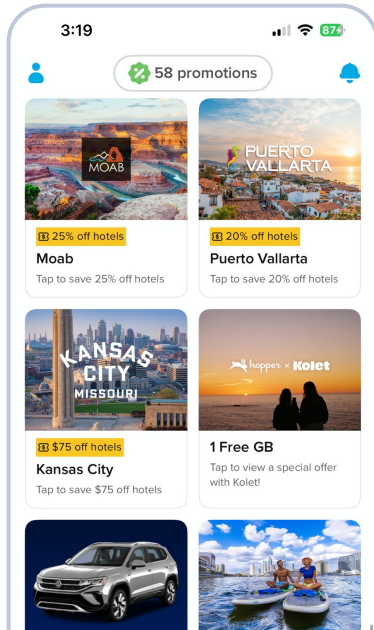 3:19
87
58 promotions
MOAB
PUERTO
VALLARTA
25% off hotels
20% off hotels
Moab
Puerto Vallarta
Tap to save 25% off hotels
Tap to save 20% off hotels
KANSAS
CITY
MISSOURI
hopper × Kolet
$75 off hotels
1 Free GB
Kansas City
Tap to view a special offer
with Kolet!
Tap to save $75 off hotels